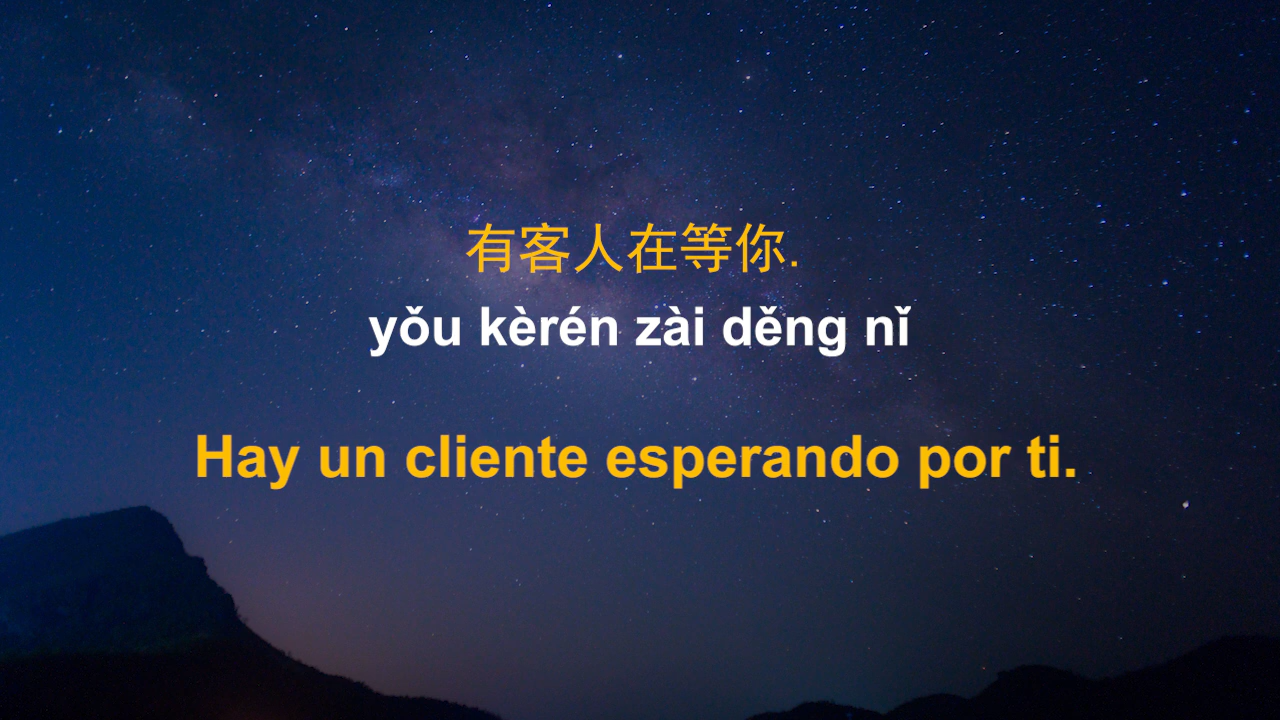 有客人在等你.
yǒu kèrén zài děng nǐ
Hay un cliente esperando por ti.